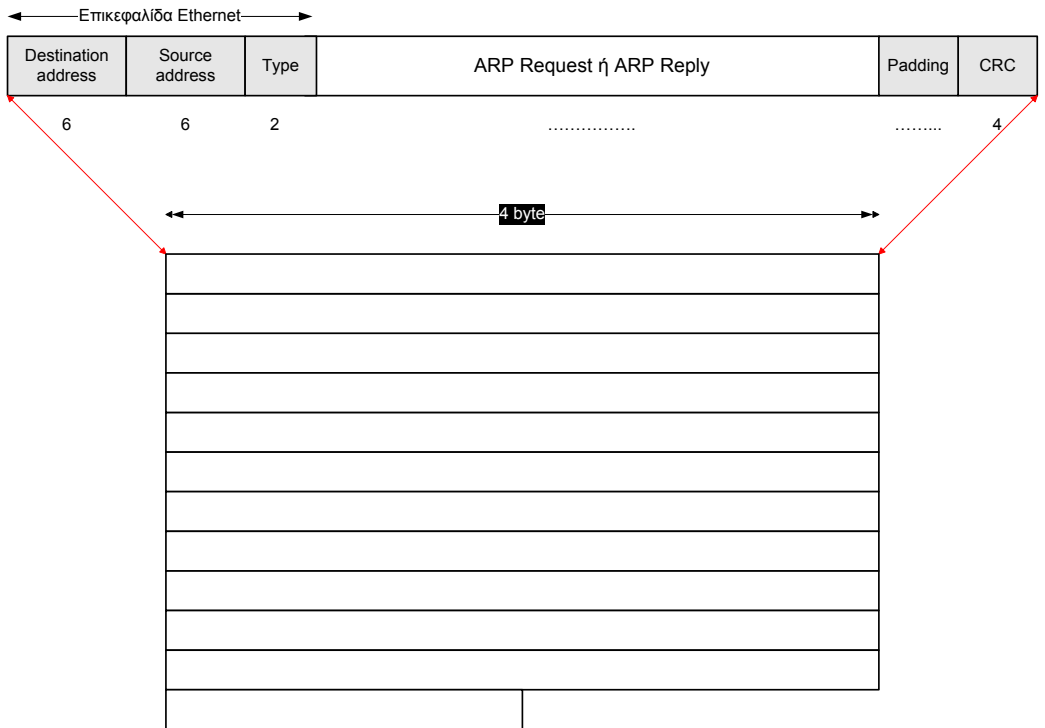 Επικεφαλίδα Ethernet
Destination
address
Source
address
Type
ARP Request ή ARP Reply
Padding
CRC
6
6
2
................
.........
4
4 byte